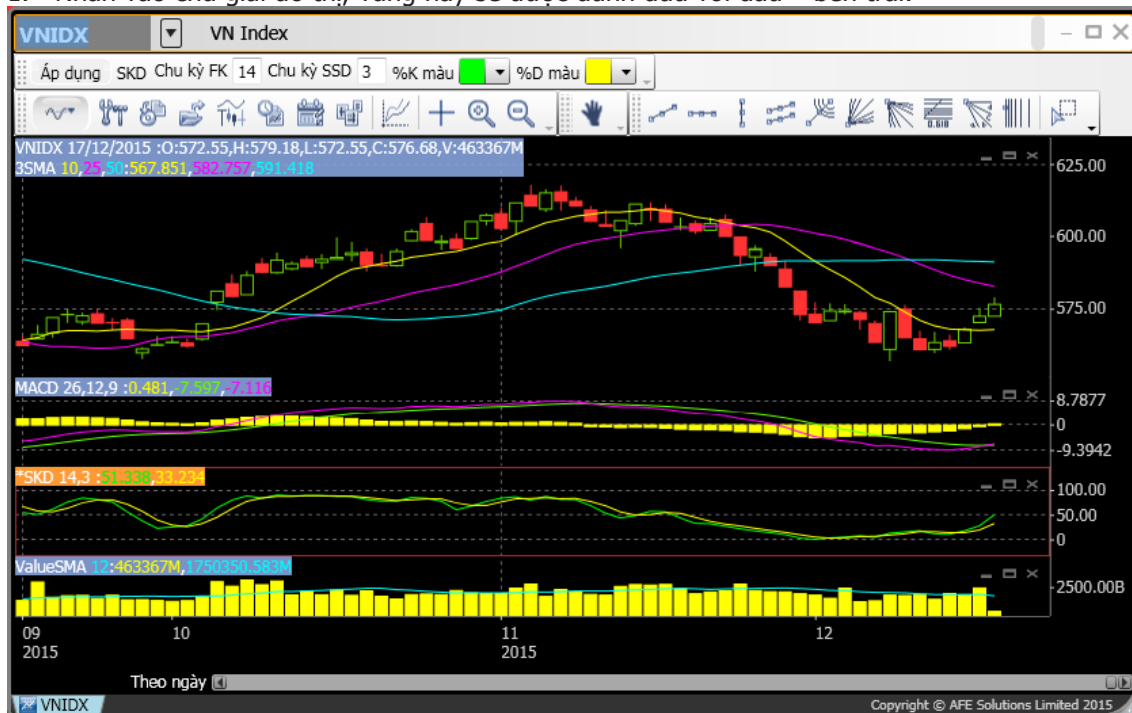 VNIDX VN Index
Áp dụng SKD Chu kỳ FK 14 Chu kỳ SSD 3 %K màu %D màu
0.618
VNIDX 17/12/2015 :O:572.55,H:579.18,L:572.55,C:576.68,V:463367M
3SMA 10,25,50:567.851,582.757,591.418
625.00
600.00
575.00
MACD 26,12,9 :0.481,-7.597,-7.116
8.7877
0
-9.3942
*SKD 14,3 :51.338,33.234
100.00
50.00
0
ValueSMA 12:463367M,1750350.583M
2500.00B
09 10 11 12
2015 2015
Theo ngày
VNIDX Copyright © AFE Solutions Limited 2015